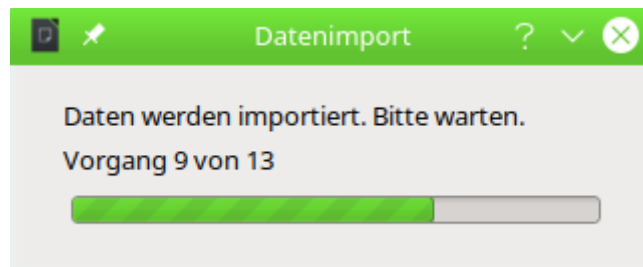 Datenimport
Daten werden importiert. Bitte warten.
Vorgang 9 von 13